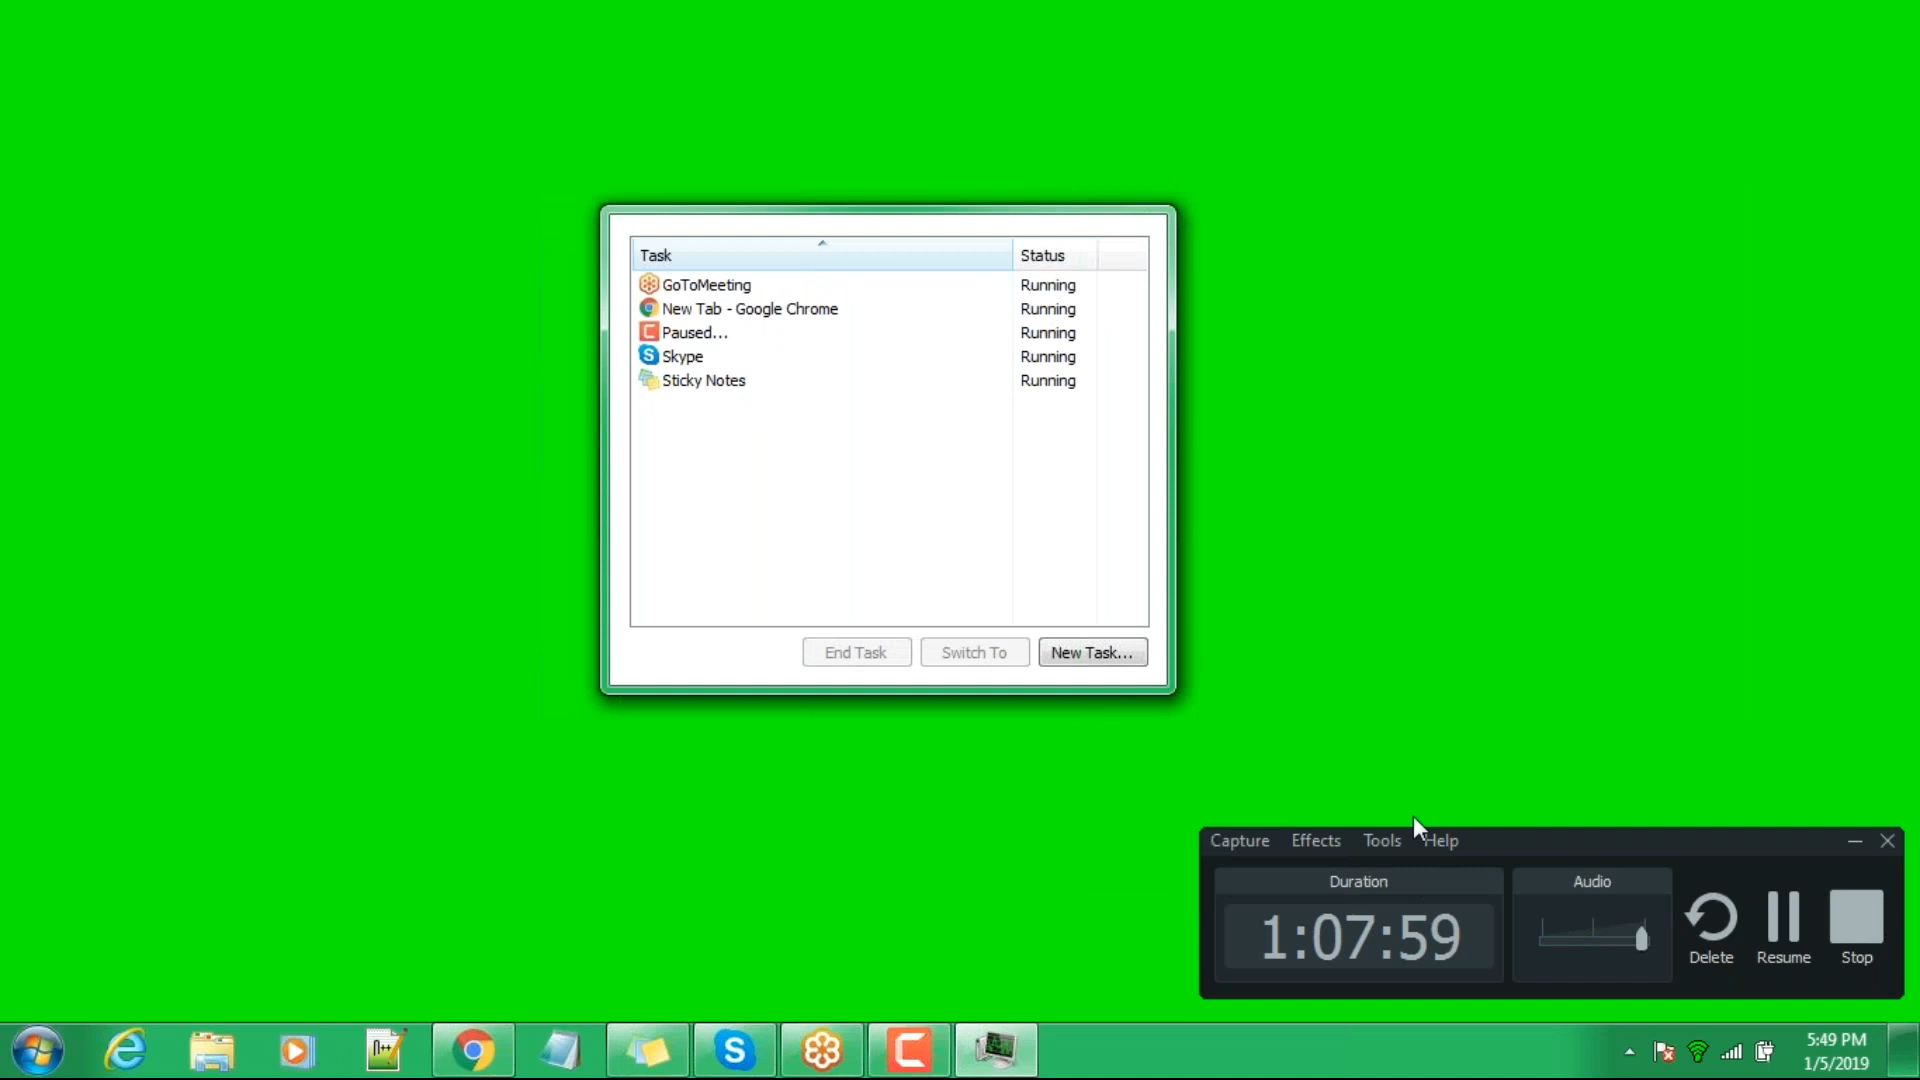 Task Status
GoToMeeting Running
New Tab - Google Chrome Running
Paused... Running
Skype Running
Sticky Notes Running
End Task Switch To New Task...
Capture Effects Tools Help
Duration Audio
1:07:59
Delete Resume Stop
5:49 PM
1/5/2019